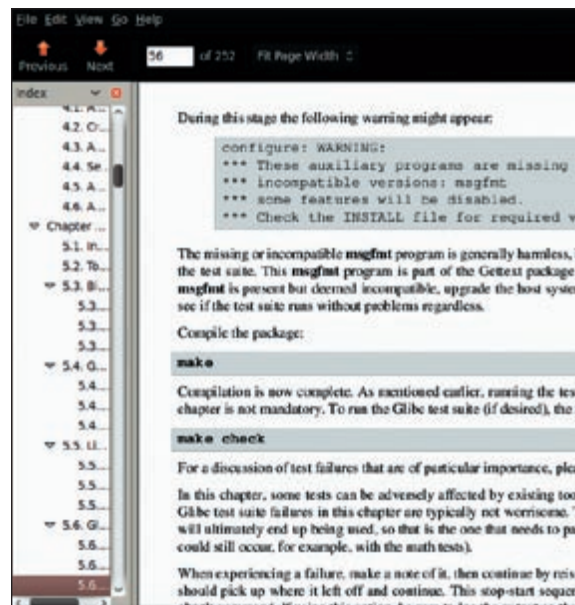 File Edit View Go Help
Previous Next
56 of 252 Fit Page Width
Index
4.1. A...
4.2. Cr...
4.3. A...
4.4. Se...
4.5. A...
4.6. A...
Chapter ...
5.1. In...
5.2. To...
5.3. Bi...
5.3....
5.3....
5.3....
5.4. G...
5.4....
5.4....
5.4....
5.5. Li...
5.5....
5.5....
5.5....
5.6. Gl...
5.6....
5.6....
5.6....
During this stage the following warning might appear:
configure: WARNING:
*** These auxiliary programs are missing
*** incompatible versions: msgfmt
*** some features will be disabled.
*** Check the INSTALL file for required v
The missing or incompatible msgfmt program is generally harmless,
the test suite. This msgfmt program is part of the Gettext package
msgfmt is present but deemed incompatible, upgrade the host syste
see if the test suite runs without problems regardless.
Compile the package:
make
Compilation is now complete. As mentioned earlier, running the tes
chapter is not mandatory. To run the Glibc test suite (if desired), the
make check
For a discussion of test failures that are of particular importance, plea
In this chapter, some tests can be adversely affected by existing too
Glibc test suite failures in this chapter are typically not worrisome.
will ultimately end up being used, so that is the one that needs to pa
could still occur, for example, with the math tests).
When experiencing a failure, make a note of it, then continue by reis
should pick up where it left off and continue. This stop-start sequen